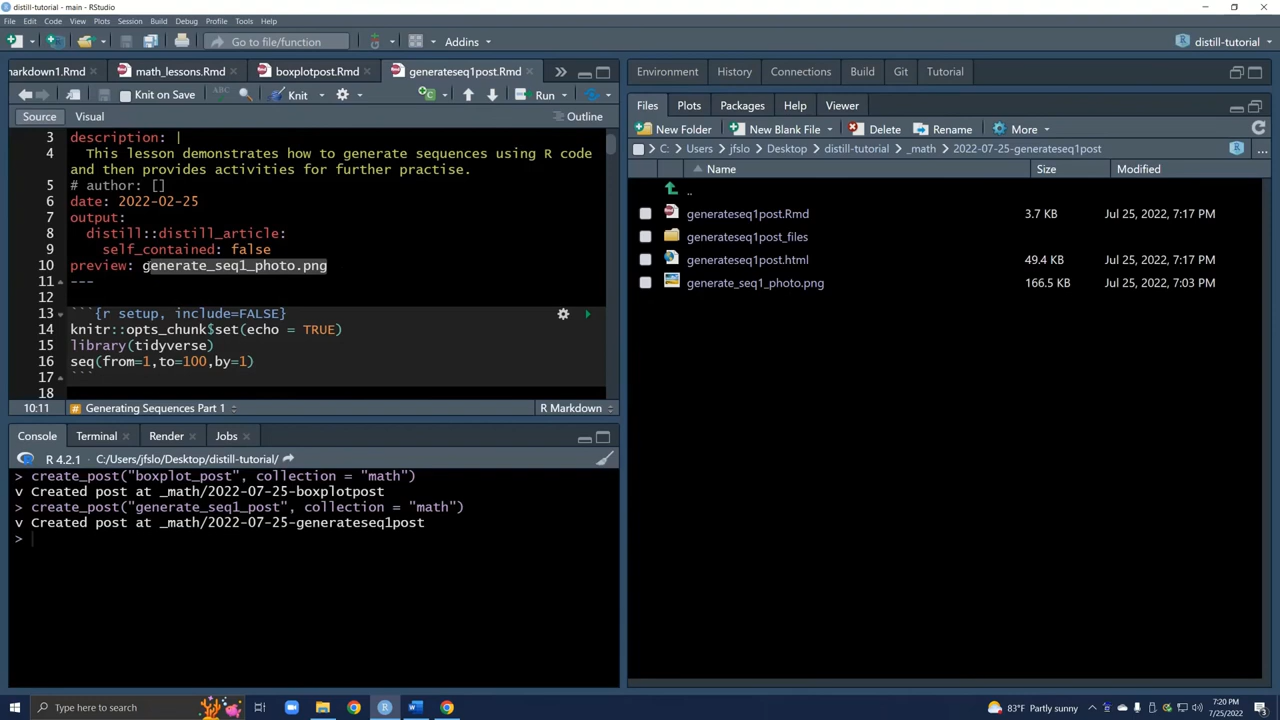 distill-tutorial - main - RStudio
File Edit Code View Plots Session Build Debug Profile Tools Help
Go to file/function Addins distill-tutorial
markdown1.Rmd math_lessons.Rmd boxplotpost.Rmd generateseq1post.Rmd
Knit on Save ABC Knit Run
Source Visual Outline
3 description: |
4 This lesson demonstrates how to generate sequences using R code
and then provides activities for further practise.
5 # author: []
6 date: 2022-02-25
7 output:
8 distill::distill_article:
9 self_contained: false
10 preview: generate_seq1_photo.png
11 ---
12
13 ```{r setup, include=FALSE}
14 knitr::opts_chunk$set(echo = TRUE)
15 library(tidyverse)
16 seq(from=1,to=100,by=1)
17 ```
18
10:11 # Generating Sequences Part 1 R Markdown
Console Terminal Render Jobs
R 4.2.1 · C:/Users/jfslo/Desktop/distill-tutorial/
> create_post("boxplot_post", collection = "math")
v Created post at _math/2022-07-25-boxplotpost
> create_post("generate_seq1_post", collection = "math")
v Created post at _math/2022-07-25-generateseq1post
>
Environment History Connections Build Git Tutorial
Files Plots Packages Help Viewer
New Folder New Blank File Delete Rename More
C: > Users > jfslo > Desktop > distill-tutorial > _math > 2022-07-25-generateseq1post ...
Name Size Modified
..
generateseq1post.Rmd 3.7 KB Jul 25, 2022, 7:17 PM
generateseq1post_files
generateseq1post.html 49.4 KB Jul 25, 2022, 7:17 PM
generate_seq1_photo.png 166.5 KB Jul 25, 2022, 7:03 PM
Type here to search
83°F Partly sunny
7:20 PM
7/25/2022
3